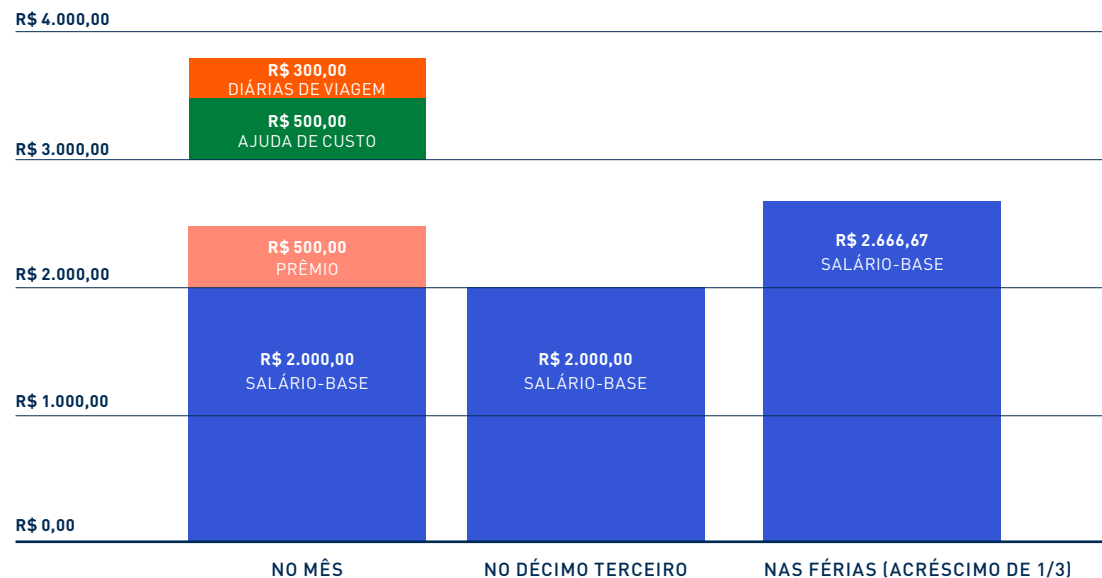 R$ 4.000,00
R$ 300,00
DIÁRIAS DE VIAGEM
R$ 500,00
AJUDA DE CUSTO
R$ 3.000,00
R$ 500,00
PRÊMIO
R$ 2.666,67
SALÁRIO-BASE
R$ 2.000,00
R$ 2.000,00
SALÁRIO-BASE
R$ 2.000,00
SALÁRIO-BASE
R$ 1.000,00
R$ 0,00
NO MÊS
NO DÉCIMO TERCEIRO
NAS FÉRIAS (ACRÉSCIMO DE 1/3)